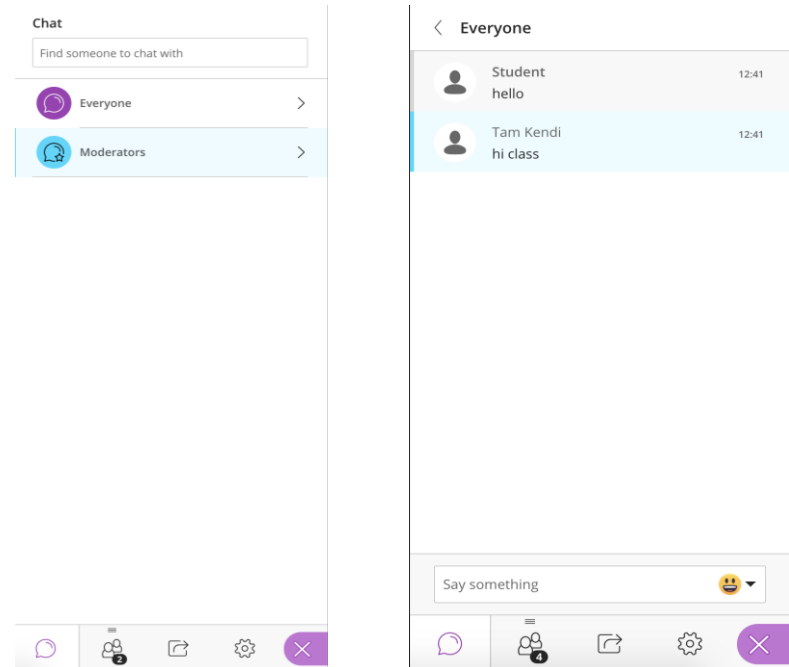 Chat
Find someone to chat with
Everyone
Moderators
2
Everyone
Student 12:41
hello
Tam Kendi 12:41
hi class
Say something
4